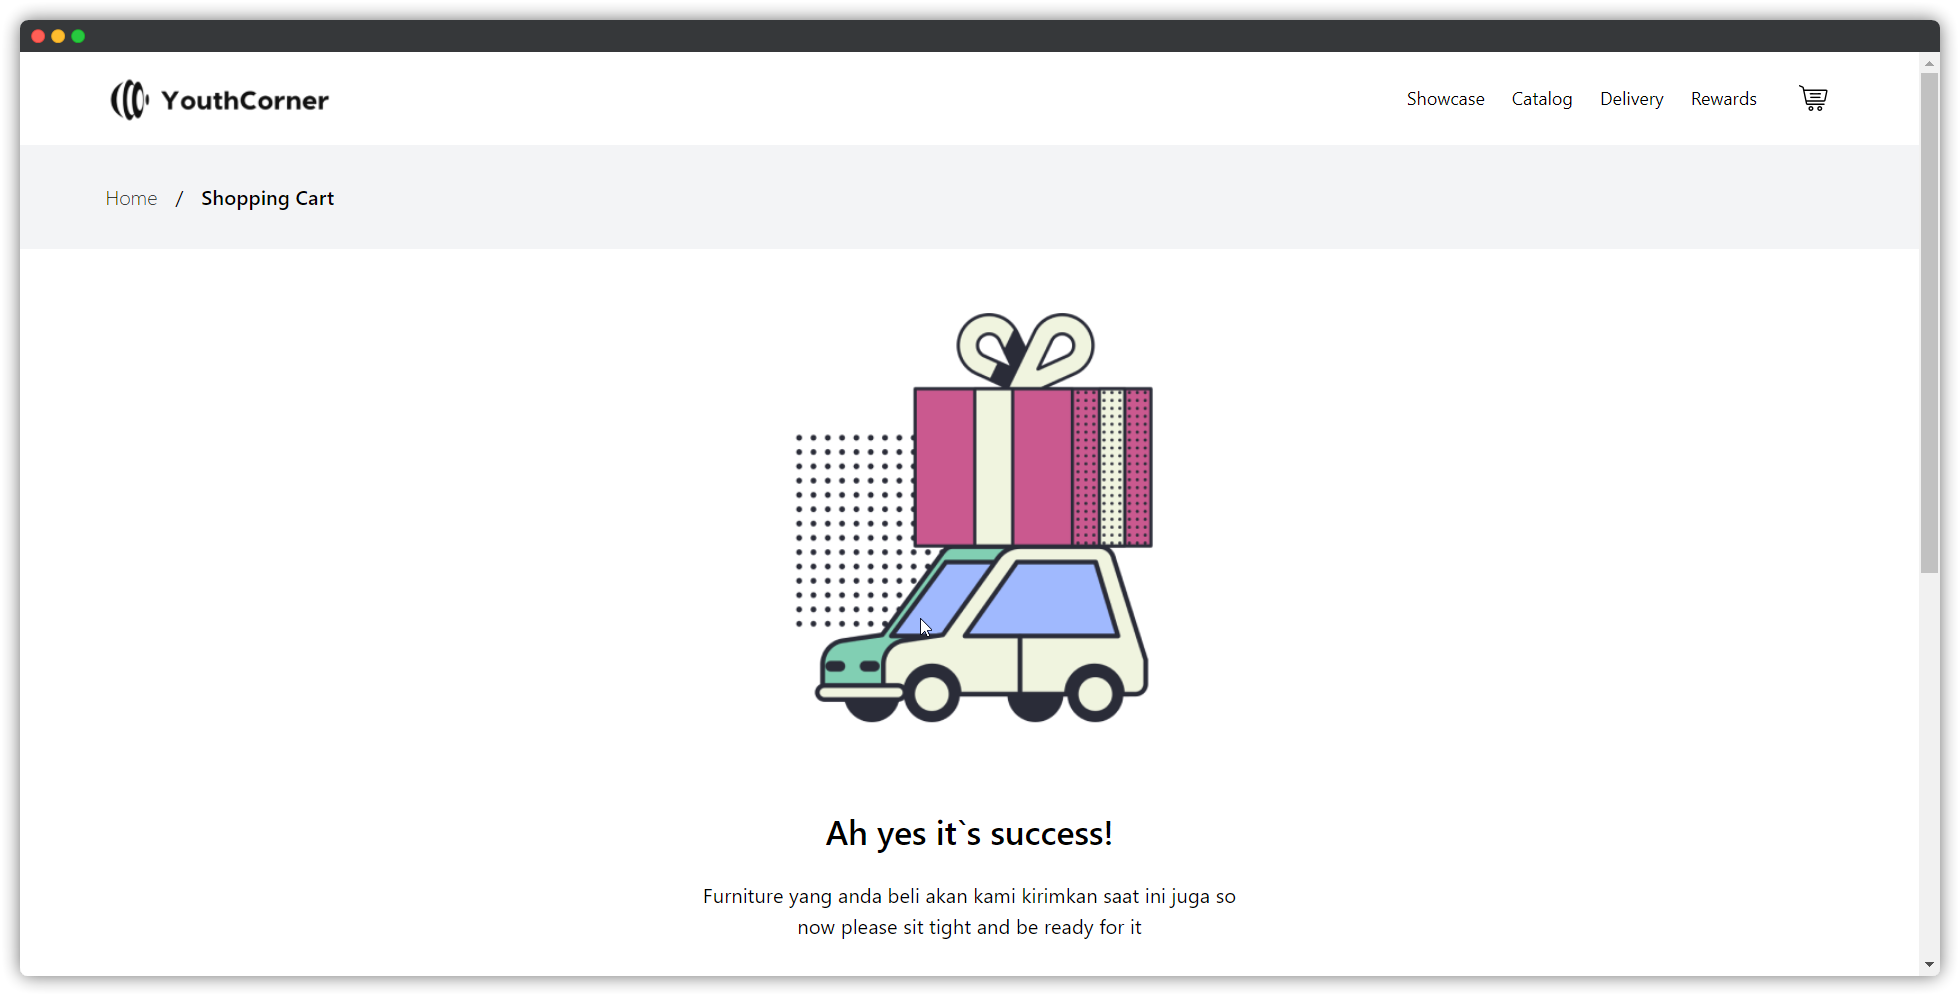 YouthCorner
Showcase Catalog Delivery Rewards
Home / Shopping Cart
Ah yes it`s success!
Furniture yang anda beli akan kami kirimkan saat ini juga so
now please sit tight and be ready for it